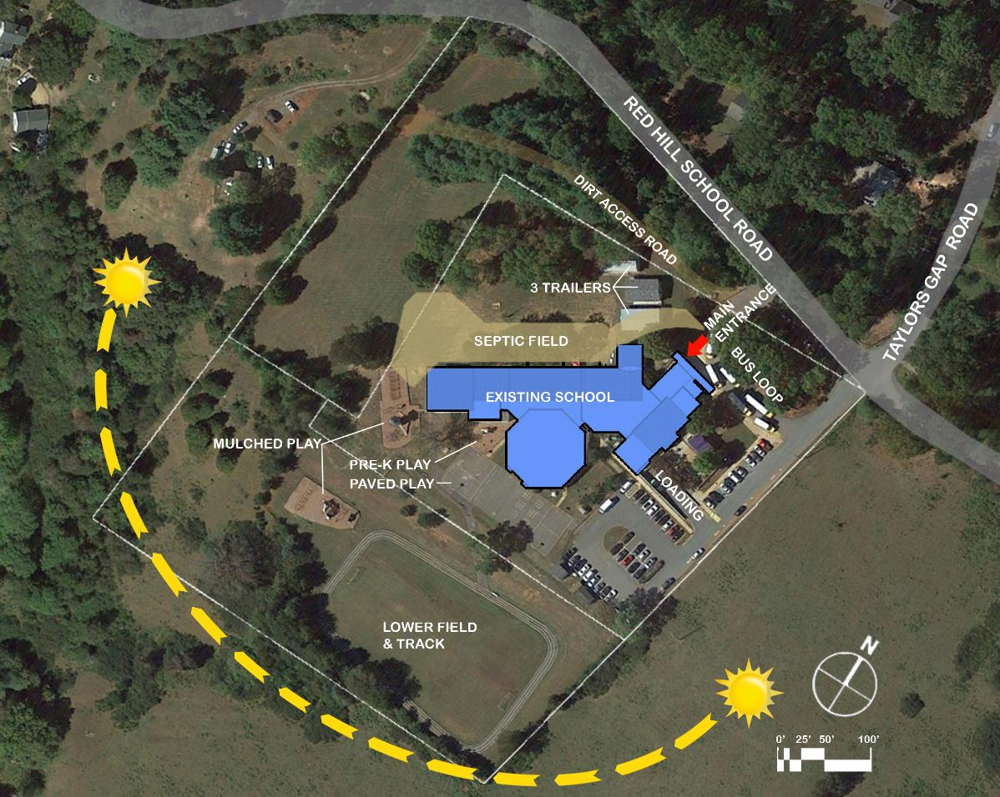 RED HILL SCHOOL ROAD
DIRT ACCESS ROAD
TAYLORS GAP ROAD
3 TRAILERS
MAIN
ENTRANCE
SEPTIC FIELD
BUS LOOP
EXISTING SCHOOL
MULCHED PLAY
PRE-K PLAY
PAVED PLAY
LOADING
LOWER FIELD
& TRACK
N
0' 25' 50' 100'